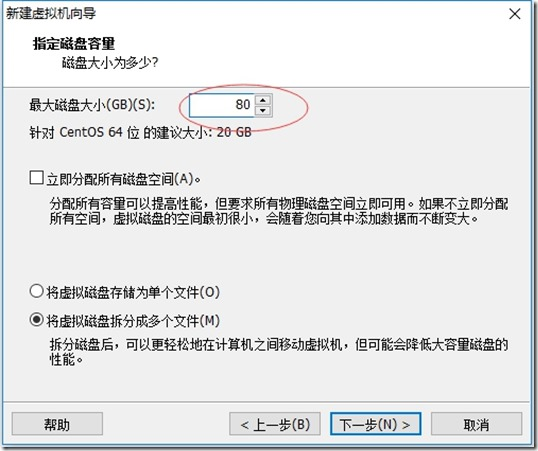 新建虚拟机向导
指定磁盘容量
磁盘大小为多少?
最大磁盘大小(GB)(S): 80
针对 CentOS 64 位 的建议大小: 20 GB
立即分配所有磁盘空间(A)。
分配所有容量可以提高性能，但要求所有物理磁盘空间立即可用。如果不立即分配
所有空间，虚拟磁盘的空间最初很小，会随着您向其中添加数据而不断变大。
将虚拟磁盘存储为单个文件(O)
将虚拟磁盘拆分成多个文件(M)
拆分磁盘后，可以更轻松地在计算机之间移动虚拟机，但可能会降低大容量磁盘的
性能。
帮助 < 上一步(B) 下一步(N) > 取消